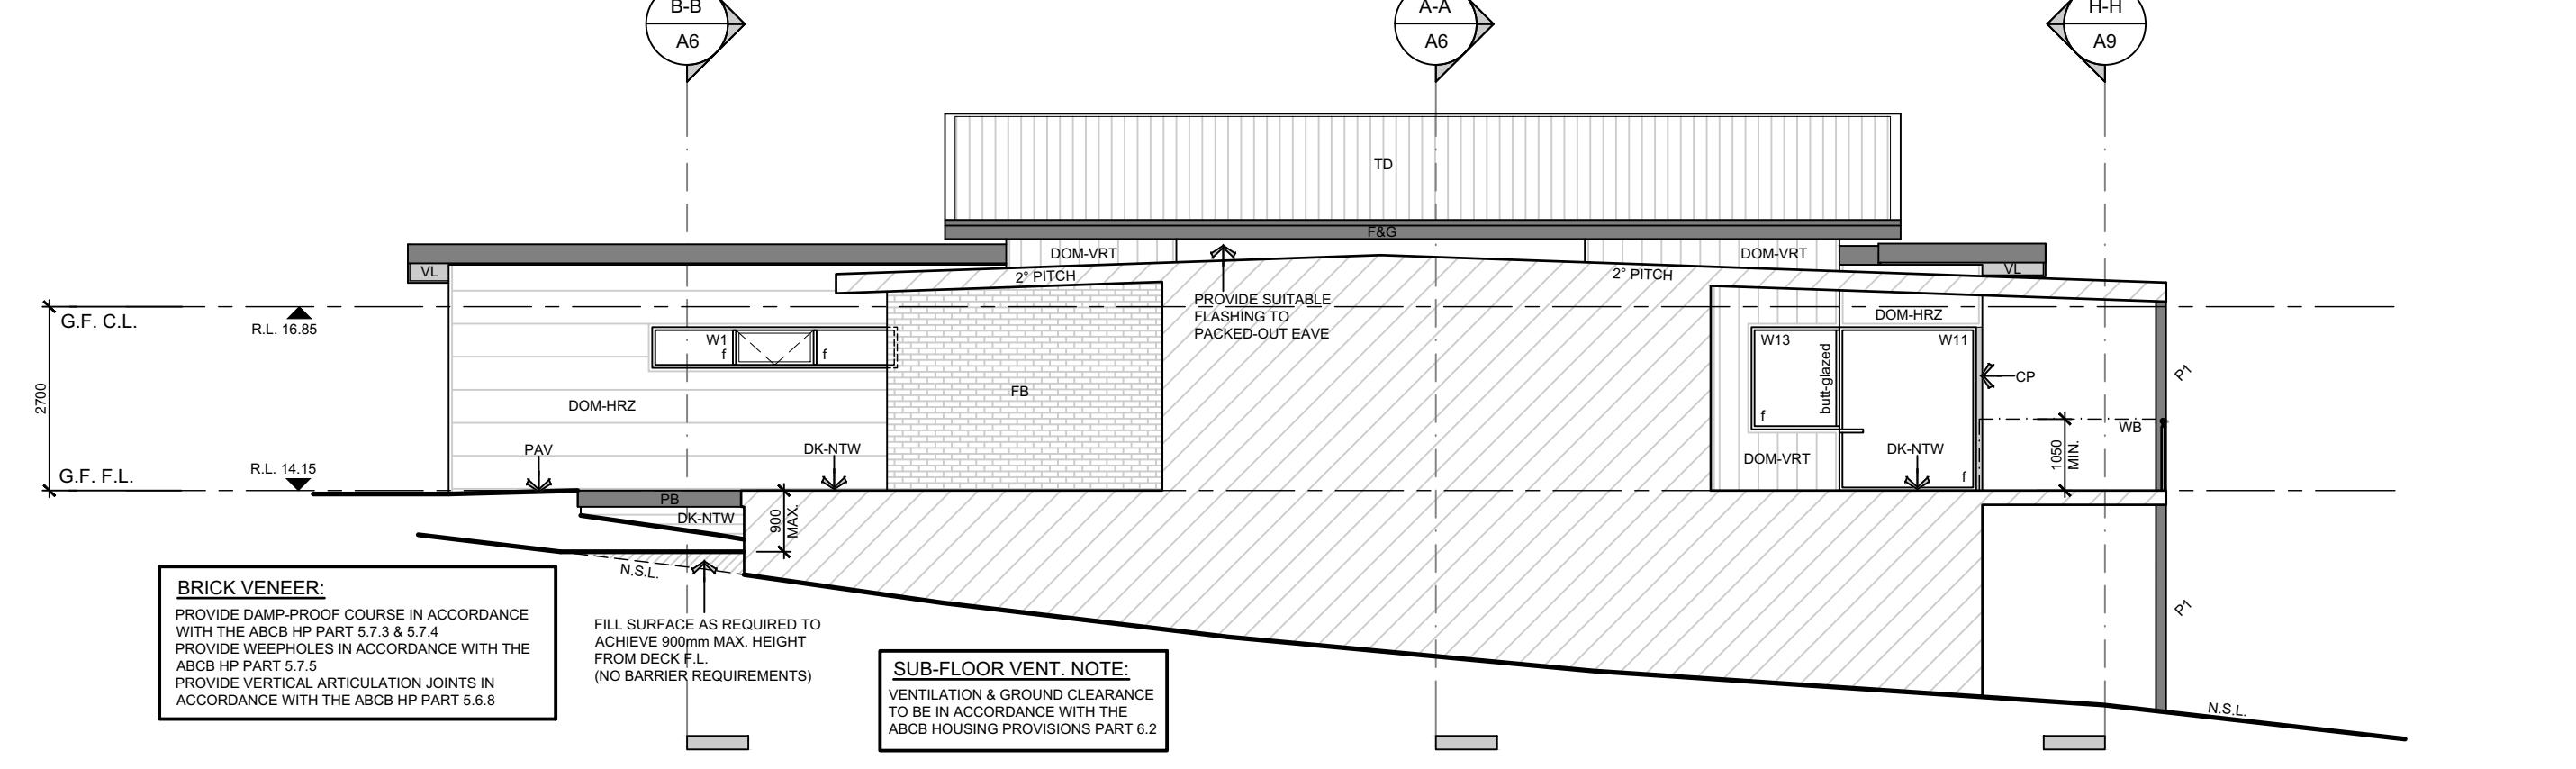 B-B
A6
A-A
A6
H-H
A9
TD
F&G
DOM-VRT
DOM-VRT
VL
VL
2° PITCH
2° PITCH
G.F. C.L.
R.L. 16.85
PROVIDE SUITABLE
FLASHING TO
PACKED-OUT EAVE
DOM-HRZ
W1
f
f
W13
W11
butt-glazed
CP
P1
2700
FB
DOM-HRZ
f
WB
PAV
DK-NTW
DOM-VRT
DK-NTW
f
1050
MIN.
G.F. F.L.
R.L. 14.15
PB
DK-NTW
900
MAX.
N.S.L.
P1
BRICK VENEER:
PROVIDE DAMP-PROOF COURSE IN ACCORDANCE
WITH THE ABCB HP PART 5.7.3 & 5.7.4
PROVIDE WEEPHOLES IN ACCORDANCE WITH THE
ABCB HP PART 5.7.5
PROVIDE VERTICAL ARTICULATION JOINTS IN
ACCORDANCE WITH THE ABCB HP PART 5.6.8
FILL SURFACE AS REQUIRED TO
ACHIEVE 900mm MAX. HEIGHT
FROM DECK F.L.
(NO BARRIER REQUIREMENTS)
SUB-FLOOR VENT. NOTE:
VENTILATION & GROUND CLEARANCE
TO BE IN ACCORDANCE WITH THE
ABCB HOUSING PROVISIONS PART 6.2
N.S.L.